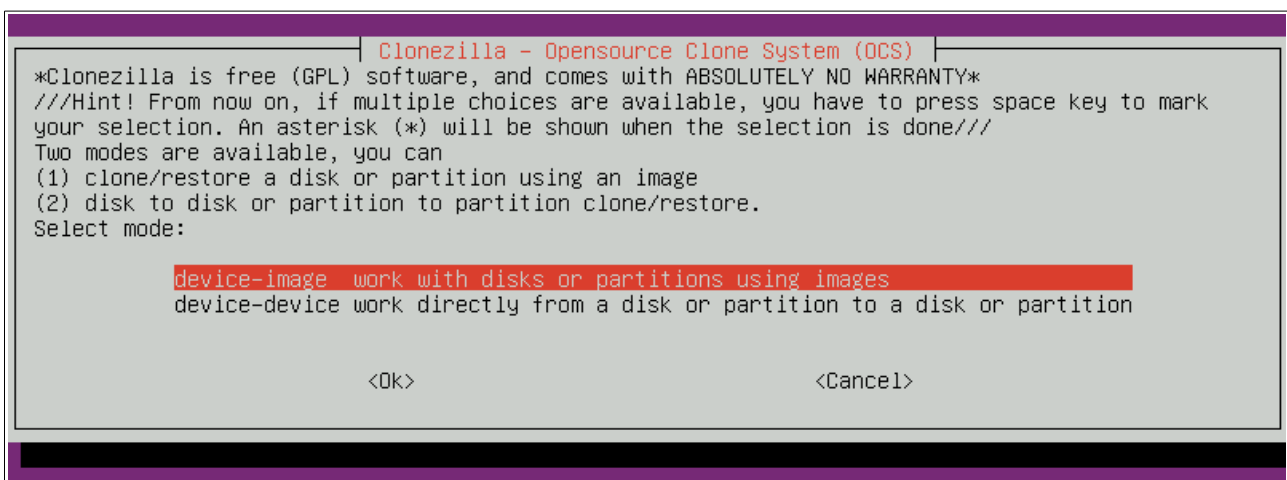 Clonezilla - Opensource Clone System (OCS)
*Clonezilla is free (GPL) software, and comes with ABSOLUTELY NO WARRANTY*
///Hint! From now on, if multiple choices are available, you have to press space key to mark
your selection. An asterisk (*) will be shown when the selection is done///
Two modes are available, you can
(1) clone/restore a disk or partition using an image
(2) disk to disk or partition to partition clone/restore.
Select mode:
device-image work with disks or partitions using images
device-device work directly from a disk or partition to a disk or partition
<Ok> <Cancel>